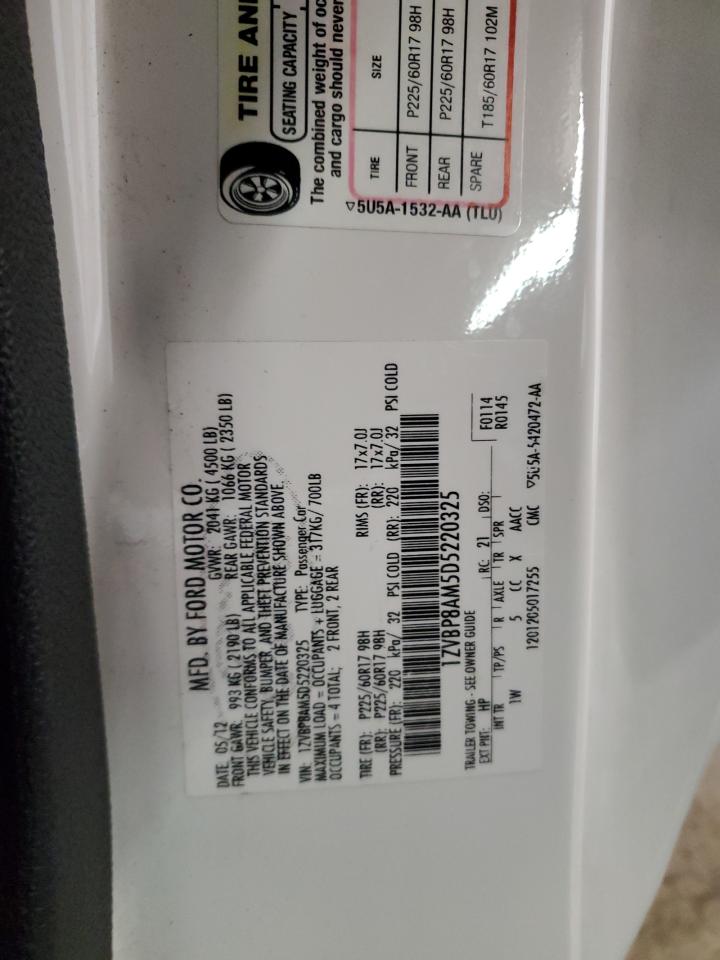 MFD. BY FORD MOTOR CO.
DATE 05/12 GVWR: 2041 KG ( 4500 LB)
FRONT GAWR: 993 KG ( 2190 LB) REAR GAWR: 1066 KG ( 2350 LB)
THIS VEHICLE CONFORMS TO ALL APPLICABLE FEDERAL MOTOR
VEHICLE SAFETY, BUMPER, AND THEFT PREVENTION STANDARDS
IN EFFECT ON THE DATE OF MANUFACTURE SHOWN ABOVE.
VIN: 1ZVBP8AM5D5220325 TYPE: Passenger Car
MAXIMUM LOAD = OCCUPANTS + LUGGAGE = 317KG/ 700LB
OCCUPANTS = 4 TOTAL; 2 FRONT, 2 REAR
TIRE (FR): P225/60R17 98H RIMS (FR): 17x7.0J
(RR): P225/60R17 98H (RR): 17x7.0J
PRESSURE (FR): 220 kPa/ 32 PSI COLD (RR): 220 kPa/ 32 PSI COLD
1ZVBP8AM5D5220325
TRAILER TOWING - SEE OWNER GUIDE
EXT PNT: HP RC: 21 DSO: F0114
R0145
INT TR TP/PS R AXLE TR SPR
1W 5 CC X AACC
1201205017255 CMC ▽5U5A-5420472-AA
TIRE AN
SEATING CAPACITY
The combined weight of oc
and cargo should never
TIRE SIZE
FRONT P225/60R17 98H
REAR P225/60R17 98H
SPARE T185/60R17 102M
▽5U5A-1532-AA (TLU)